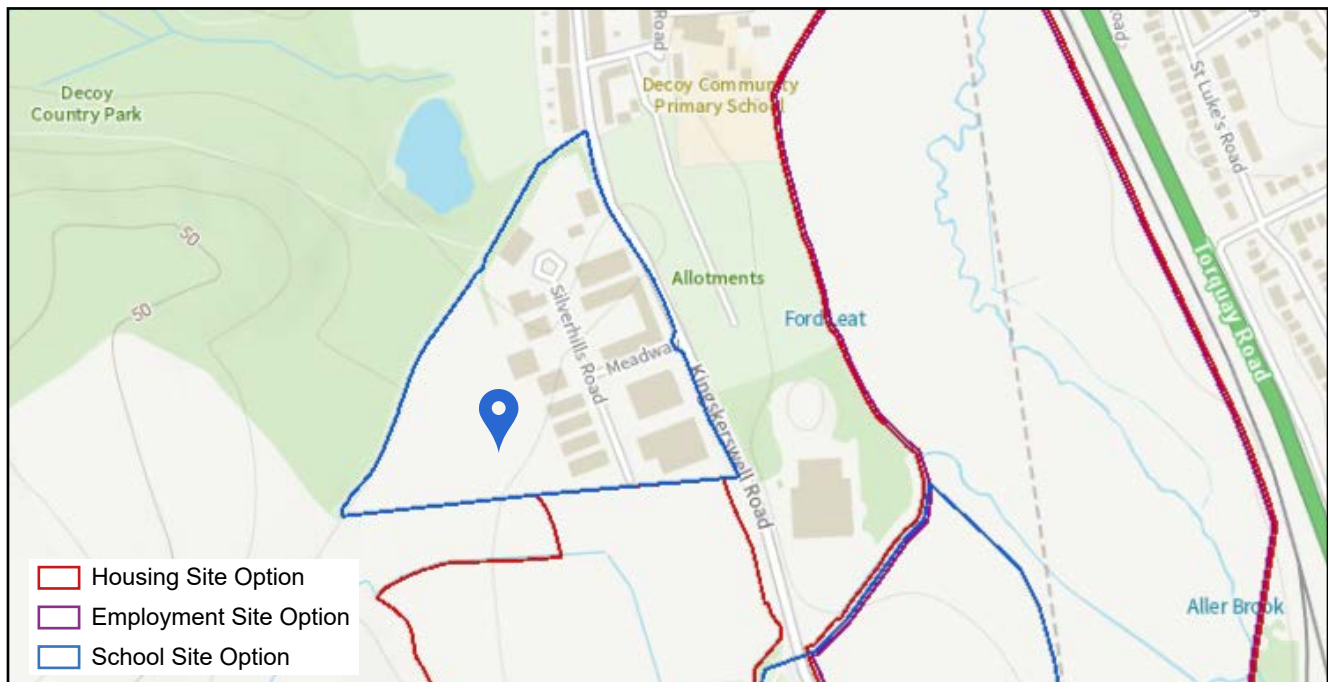 Road
Road
Decoy
Country Park
Decoy Community
Primary School
St Luke's Road
50
50
Allotments
Silverhills Road
Ford Leat
Torquay Road
Kingskerswell Road
Aller Brook
Housing Site Option
Employment Site Option
School Site Option